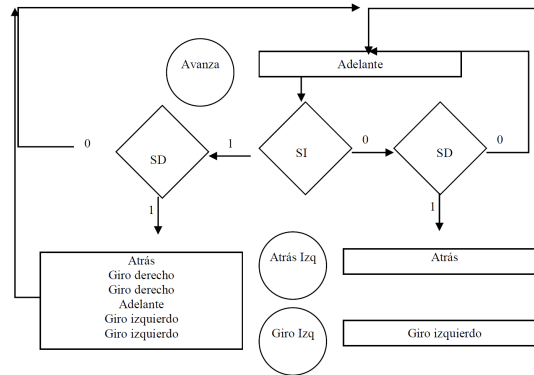 Avanza
Adelante
0
SD
1
SI
0
SD
0
1
1
Atrás
Giro derecho
Giro derecho
Adelante
Giro izquierdo
Giro izquierdo
Atrás Izq
Atrás
Giro Izq
Giro izquierdo